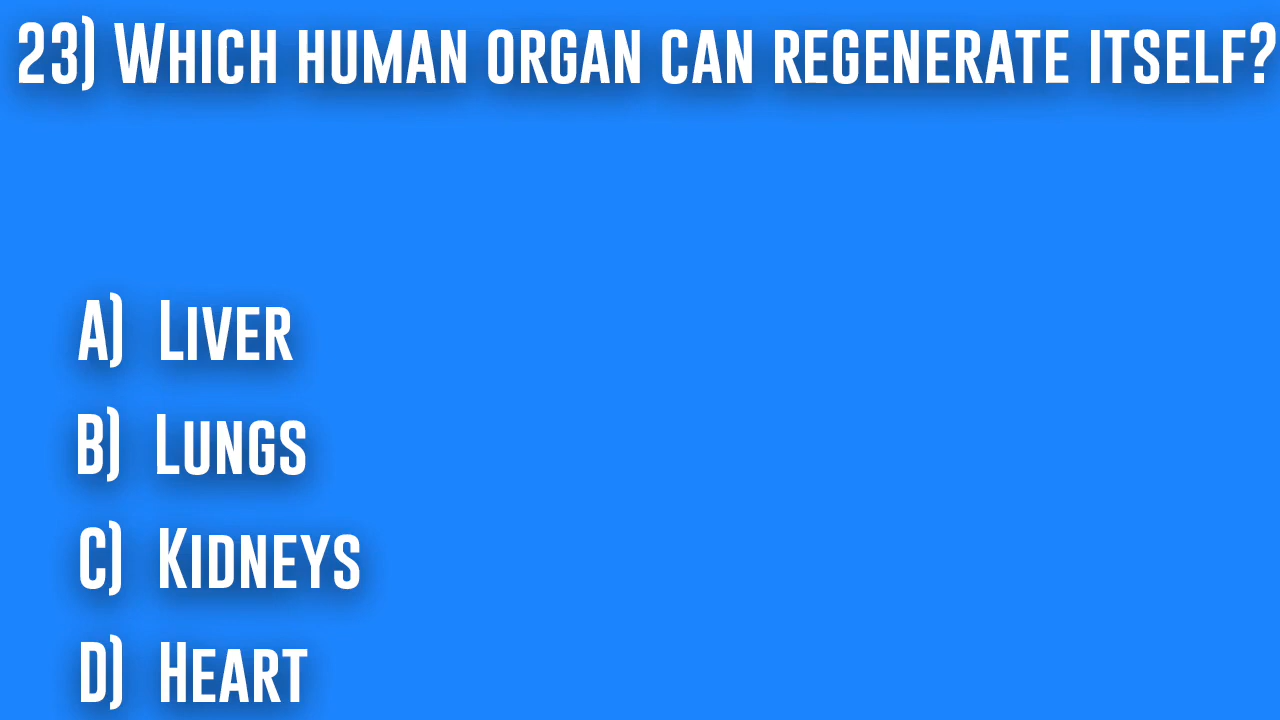 23) Which human organ can regenerate itself?
A) Liver
B) Lungs
C) Kidneys
D) Heart